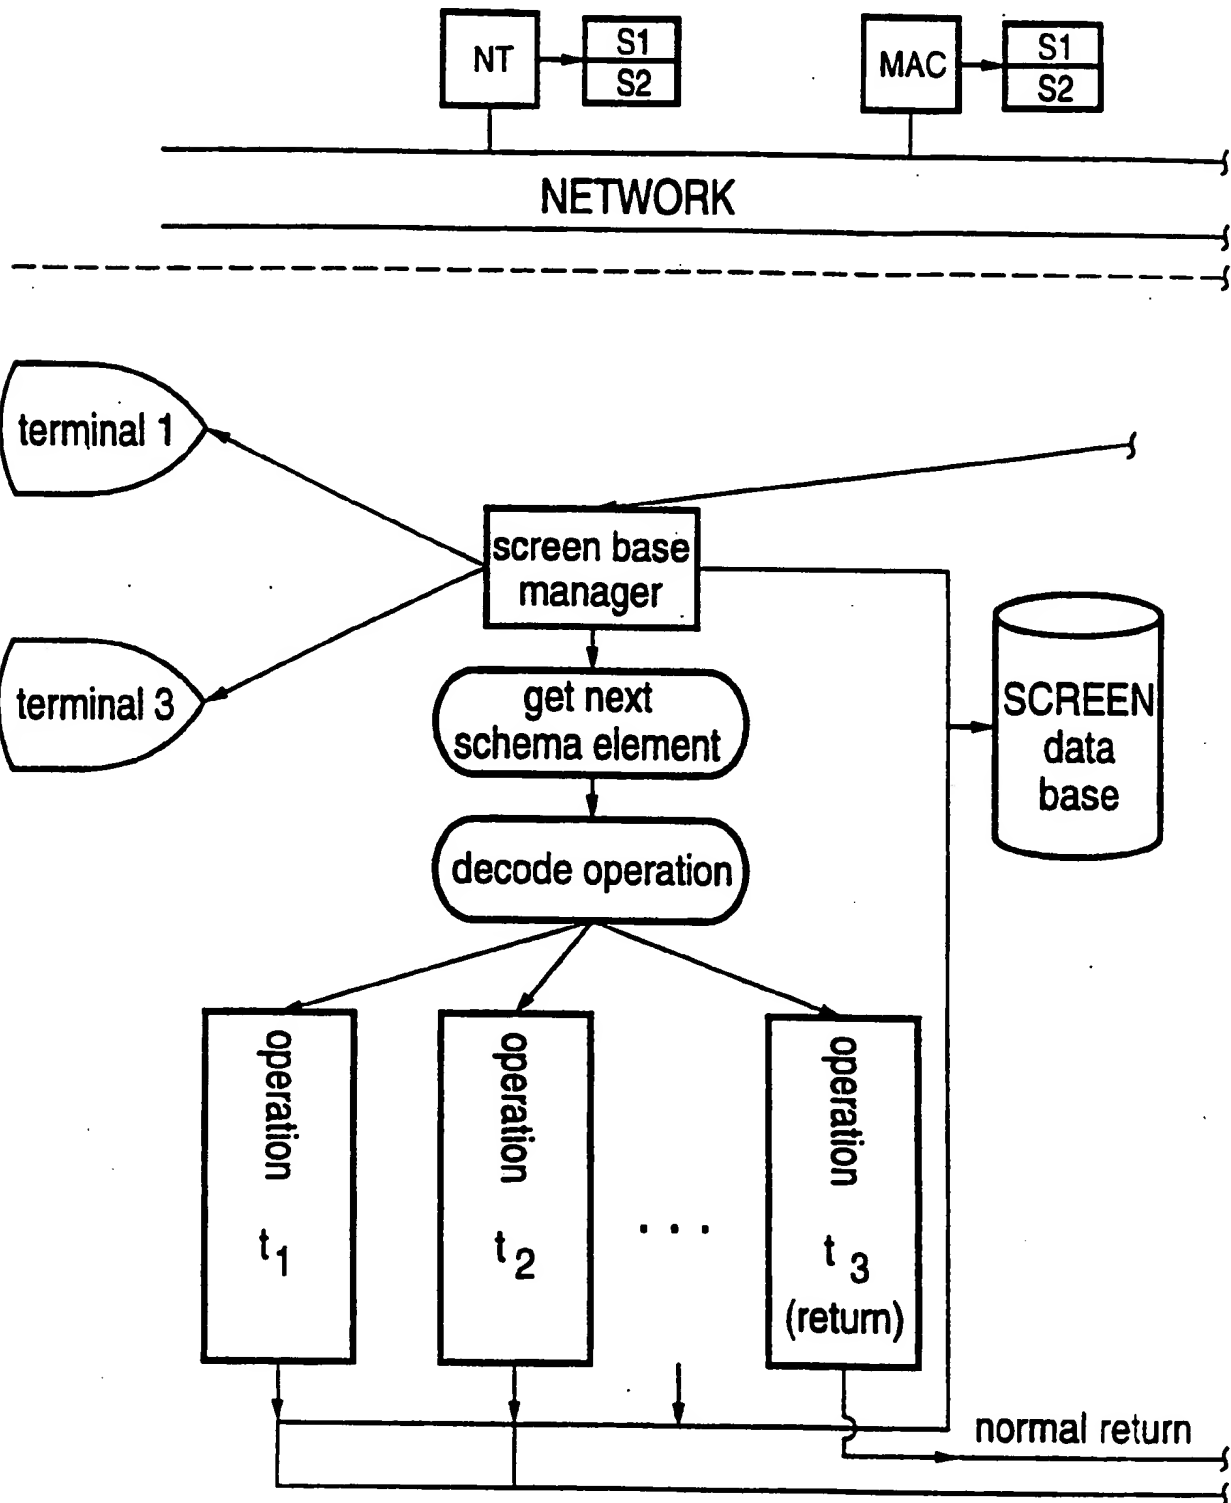 NT
S1
S2
MAC
S1
S2
NETWORK
terminal 1
screen base
manager
terminal 3
get next
schema element
SCREEN
data
base
decode operation
operation
t1
operation
t2
. . .
operation
t3
(return)
normal return